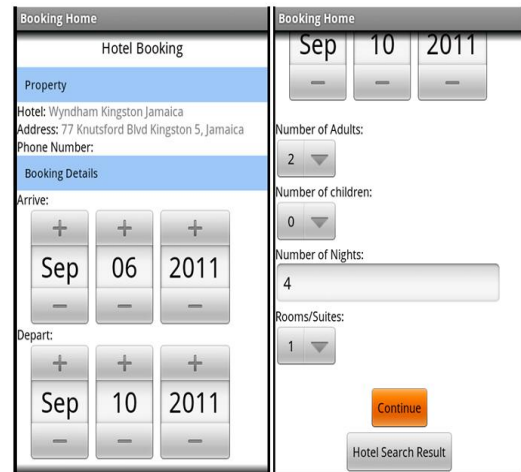 Booking Home
Hotel Booking
Property
Hotel: Wyndham Kingston Jamaica
Address: 77 Knutsford Blvd Kingston 5, Jamaica
Phone Number:
Booking Details
Arrive:
+ + +
Sep 06 2011
− − −
Depart:
+ + +
Sep 10 2011
− − −
Booking Home
Sep 10 2011
− − −
Number of Adults:
2
Number of children:
0
Number of Nights:
4
Rooms/Suites:
1
Continue
Hotel Search Result